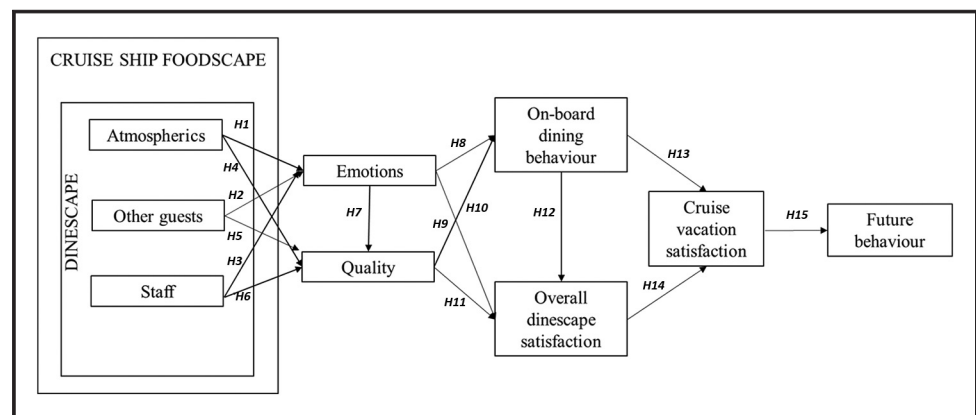 CRUISE SHIP FOODSCAPE
DINESCAPE
Atmospherics
Other guests
Staff
H1
H4
H2
H5
H3
H6
Emotions
H7
Quality
H8
H9
H10
H11
On-board
dining
behaviour
H12
Overall
dinescape
satisfaction
H13
H14
Cruise
vacation
satisfaction
H15
Future
behaviour